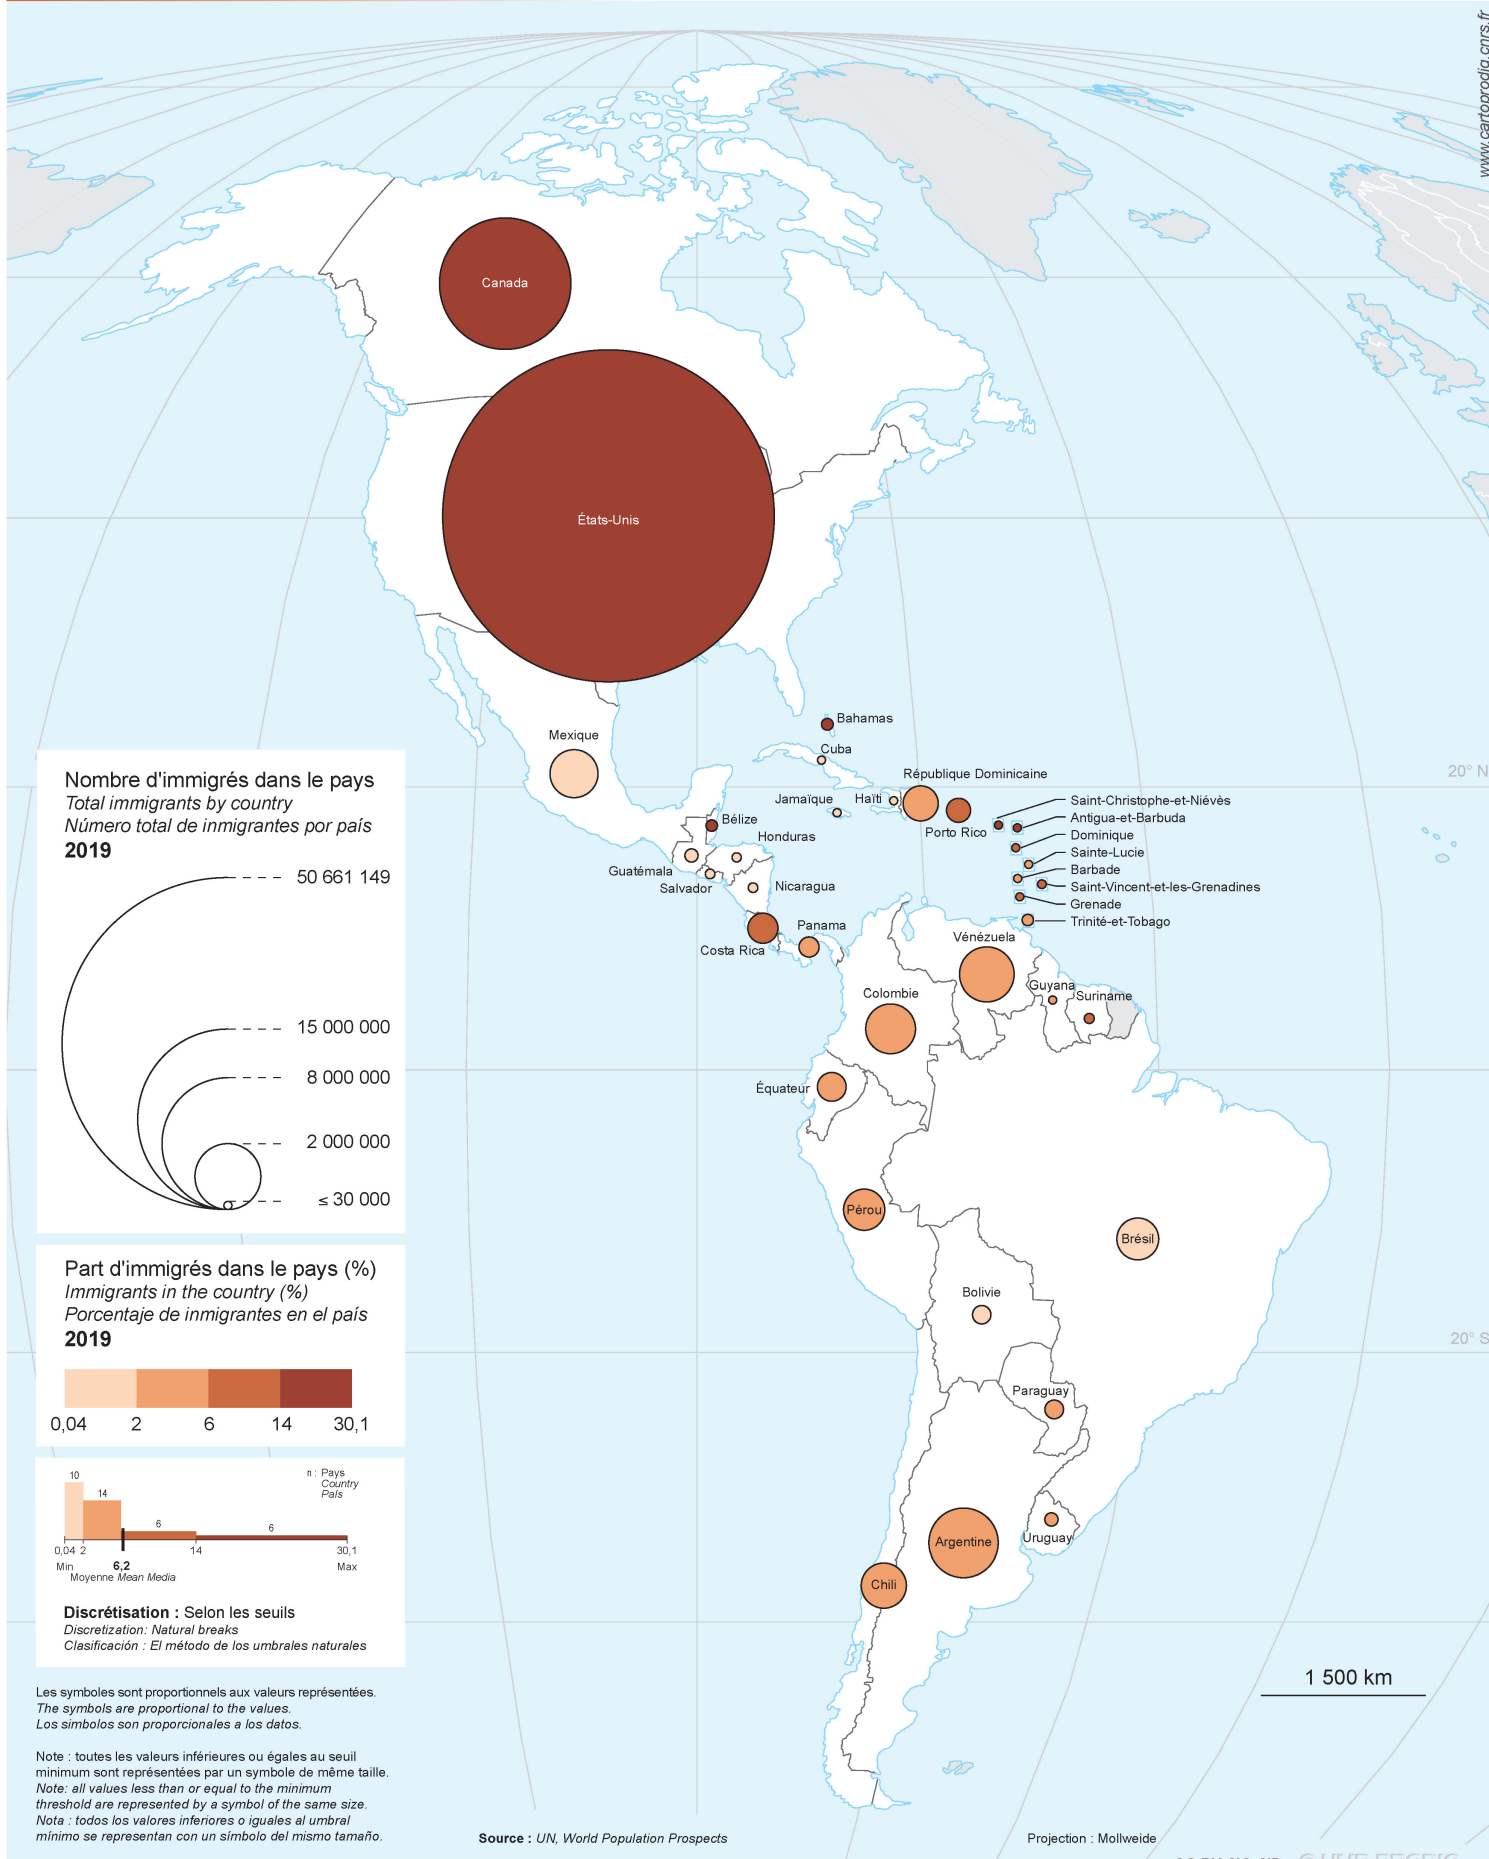 www.cartoprodig.cnrs.fr
Canada
États-Unis
Mexique
Bahamas
Cuba
République Dominicaine
Jamaïque
Haïti
Porto Rico
Bélize
Honduras
Guatémala
Salvador
Nicaragua
Costa Rica
Panama
Saint-Christophe-et-Niévès
Antigua-et-Barbuda
Dominique
Sainte-Lucie
Barbade
Saint-Vincent-et-les-Grenadines
Grenade
Trinité-et-Tobago
Vénézuela
Colombie
Guyana
Suriname
Équateur
Pérou
Brésil
Bolivie
Paraguay
Argentine
Uruguay
Chili
20° N
20° S
Nombre d'immigrés dans le pays
Total immigrants by country
Número total de inmigrantes por país
2019
50 661 149
15 000 000
8 000 000
2 000 000
≤ 30 000
Part d'immigrés dans le pays (%)
Immigrants in the country (%)
Porcentaje de inmigrantes en el país
2019
0,04 2 6 14 30,1
n : Pays
Country
País
10
14
6
6
0,04 2 14 30,1
Min 6,2 Max
Moyenne Mean Media
Discrétisation : Selon les seuils
Discretization: Natural breaks
Clasificación : El método de los umbrales naturales
Les symboles sont proportionnels aux valeurs représentées.
The symbols are proportional to the values.
Los simbolos son proporcionales a los datos.
Note : toutes les valeurs inférieures ou égales au seuil
minimum sont représentées par un symbole de même taille.
Note: all values less than or equal to the minimum
threshold are represented by a symbol of the same size.
Nota : todos los valores inferiores o iguales al umbral
mínimo se representan con un símbolo del mismo tamaño.
Source : UN, World Population Prospects
Projection : Mollweide
1 500 km